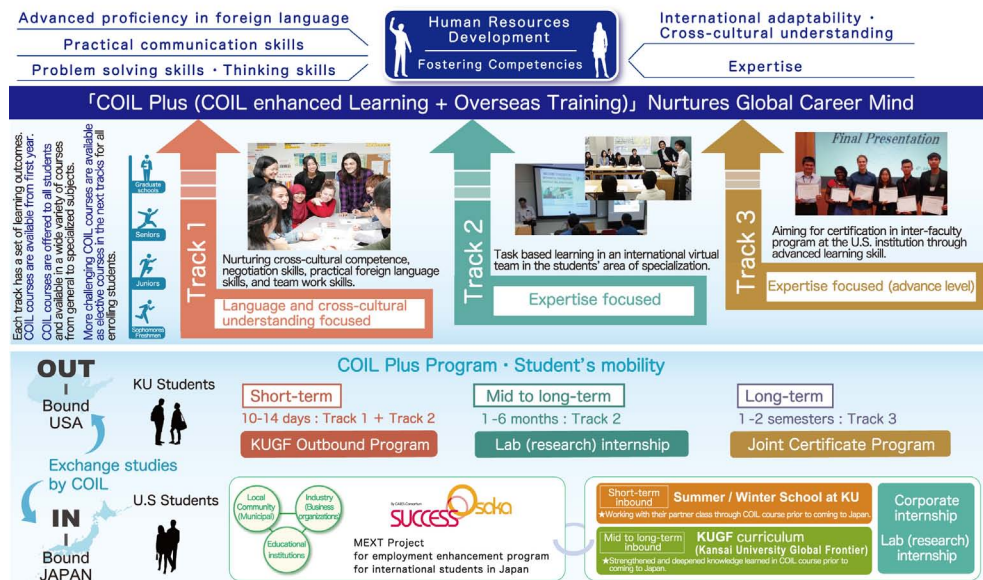 Advanced proficiency in foreign language
Practical communication skills
Problem solving skills・Thinking skills
Human Resources
Development
Fostering Competencies
International adaptability・
Cross-cultural understanding
Expertise
「COIL Plus (COIL enhanced Learning + Overseas Training)」 Nurtures Global Career Mind
Each track has a set of learning outcomes.
COIL courses are available from first year.
COIL courses are offered to all students
and available in a wide variety of courses
from general to specialized subjects.
More challenging COIL courses are available
as elective courses in the next tracks for all
enrolling students.
Graduate
schools
Seniors
Juniors
Sophomores
Freshmen
Track 1
Nurturing cross-cultural competence,
negotiation skills, practical foreign language
skills, and team work skills.
Language and cross-cultural
understanding focused
Track 2
Task based learning in an international virtual
team in the students' area of specialization.
Expertise focused
Track 3
Final Presentation
Aiming for certification in inter-faculty
program at the U.S. institution through
advanced learning skill.
Expertise focused (advance level)
COIL Plus Program・Student's mobility
OUT
Bound
USA
KU Students
Short-term
10-14 days : Track 1 + Track 2
KUGF Outbound Program
Mid to long-term
1-6 months : Track 2
Lab (research) internship
Long-term
1-2 semesters : Track 3
Joint Certificate Program
Exchange studies
by COIL
IN
Bound
JAPAN
U.S Students
Local
Community
(Municipal)
Industry
(Business
organizations)
Educational
institutions
SUCCESS
Osaka
MEXT Project
for employment enhancement program
for international students in Japan
Short-term
inbound
Summer / Winter School at KU
★Working with their partner class through COIL course prior to coming to Japan.
Mid to long-term
inbound
KUGF curriculum
(Kansai University Global Frontier)
★Strengthened and deepened knowledge learned in COIL course prior to
coming to Japan.
Corporate
internship
Lab (research)
internship